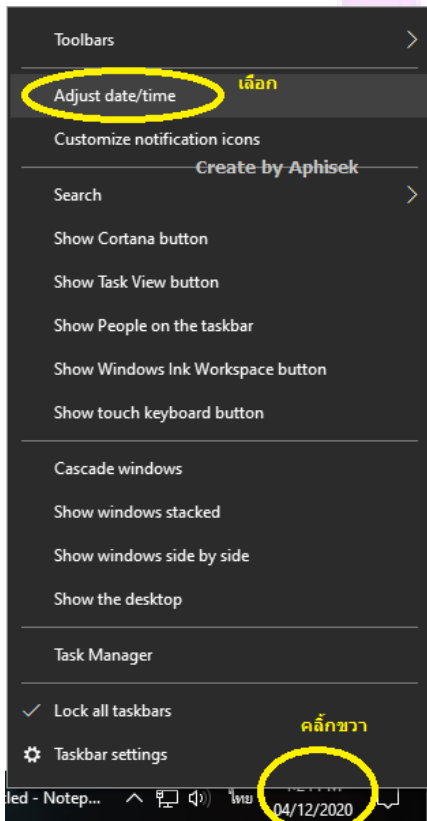 Toolbars
Adjust date/time
เลือก
Customize notification icons
Create by Aphisek
Search
Show Cortana button
Show Task View button
Show People on the taskbar
Show Windows Ink Workspace button
Show touch keyboard button
Cascade windows
Show windows stacked
Show windows side by side
Show the desktop
Task Manager
Lock all taskbars
คลิ้กขวา
Taskbar settings
tled - Notep... ไทย
04/12/2020